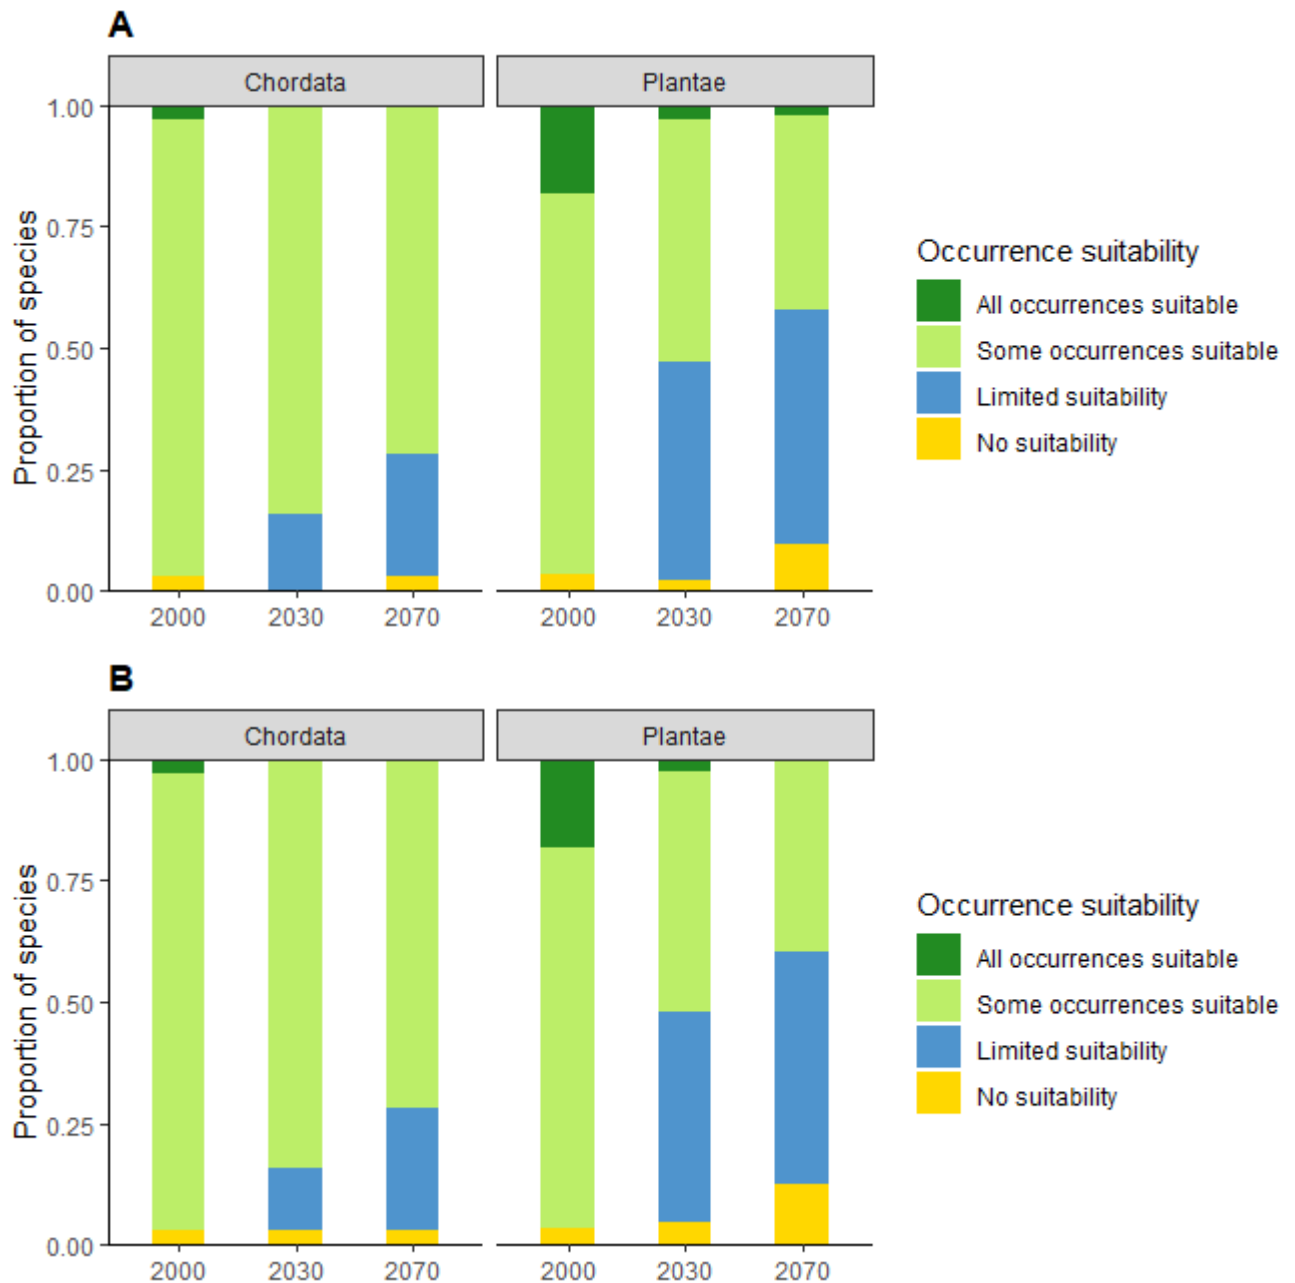 A
Chordata
Plantae
1.00
0.75
0.50
0.25
0.00
Proportion of species
2000 2030 2070
2000 2030 2070
Occurrence suitability
All occurrences suitable
Some occurrences suitable
Limited suitability
No suitability
B
Chordata
Plantae
1.00
0.75
0.50
0.25
0.00
Proportion of species
2000 2030 2070
2000 2030 2070
Occurrence suitability
All occurrences suitable
Some occurrences suitable
Limited suitability
No suitability